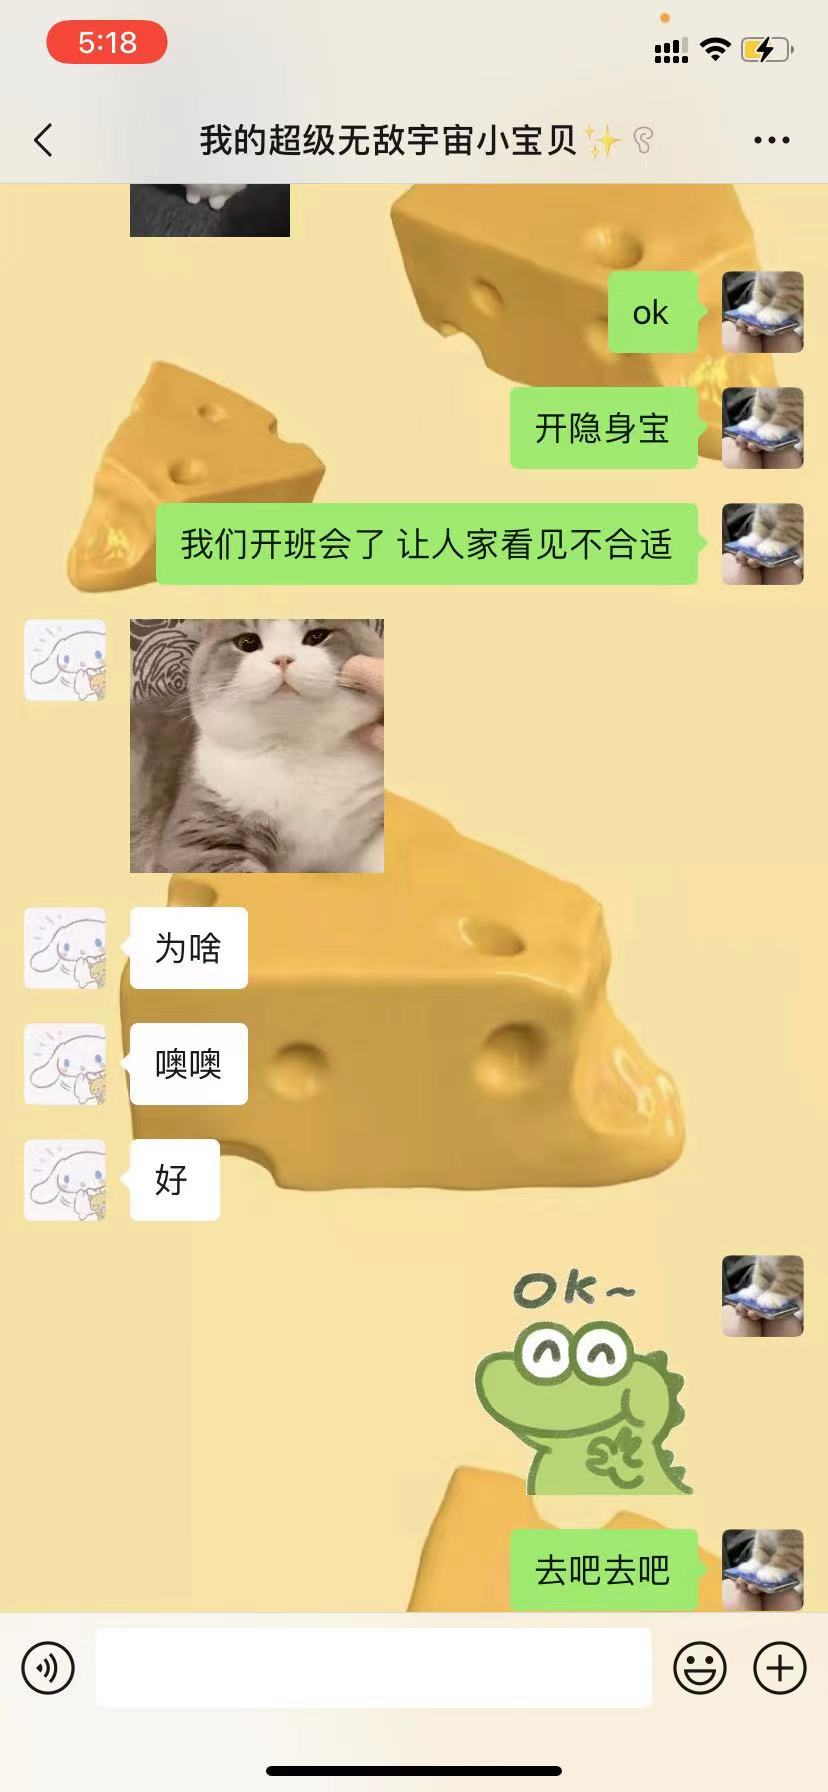 5:18
我的超级无敌宇宙小宝贝✨
ok
开隐身宝
我们开班会了 让人家看见不合适
为啥
噢噢
好
OK~
去吧去吧